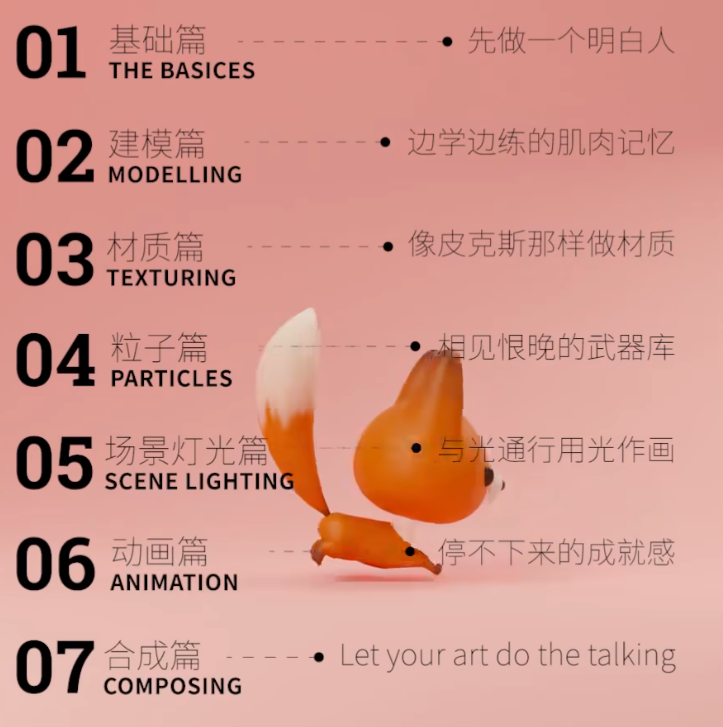 01 基础篇 先做一个明白人
THE BASICES
02 建模篇 边学边练的肌肉记忆
MODELLING
03 材质篇 像皮克斯那样做材质
TEXTURING
04 粒子篇 相见恨晚的武器库
PARTICLES
05 场景灯光篇 与光通行用光作画
SCENE LIGHTING
06 动画篇 停不下来的成就感
ANIMATION
07 合成篇 Let your art do the talking
COMPOSING